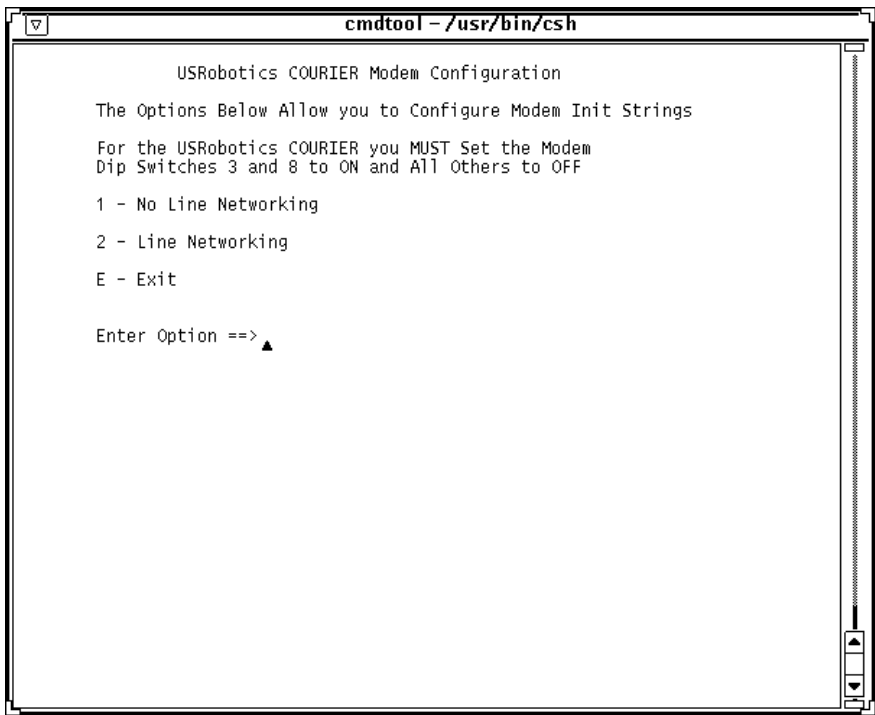 cmdtool – /usr/bin/csh
USRobotics COURIER Modem Configuration
The Options Below Allow you to Configure Modem Init Strings
For the USRobotics COURIER you MUST Set the Modem
Dip Switches 3 and 8 to ON and All Others to OFF
1 - No Line Networking
2 - Line Networking
E - Exit
Enter Option ==>